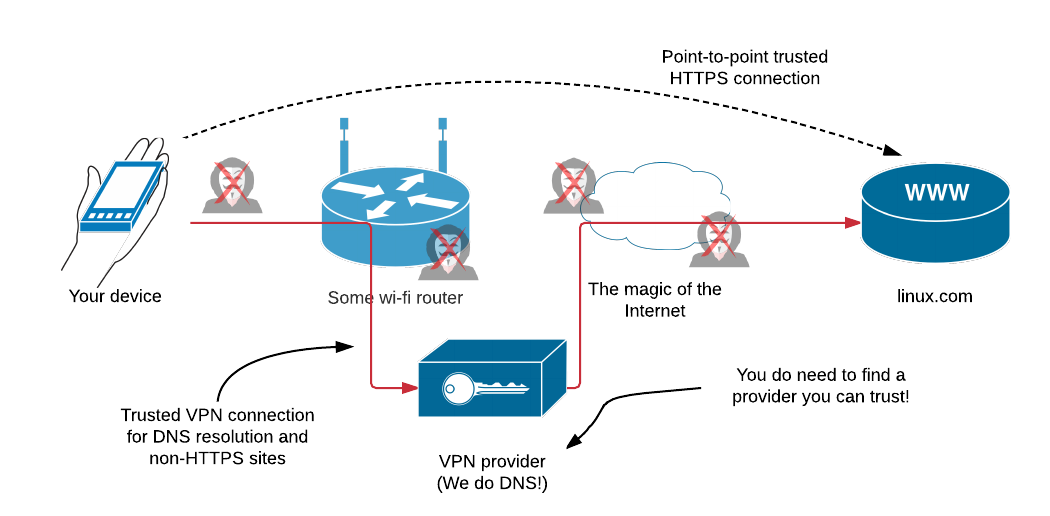 Point-to-point trusted
HTTPS connection
WWW
Your device
Some wi-fi router
The magic of the
Internet
linux.com
Trusted VPN connection
for DNS resolution and
non-HTTPS sites
You do need to find a
provider you can trust!
VPN provider
(We do DNS!)